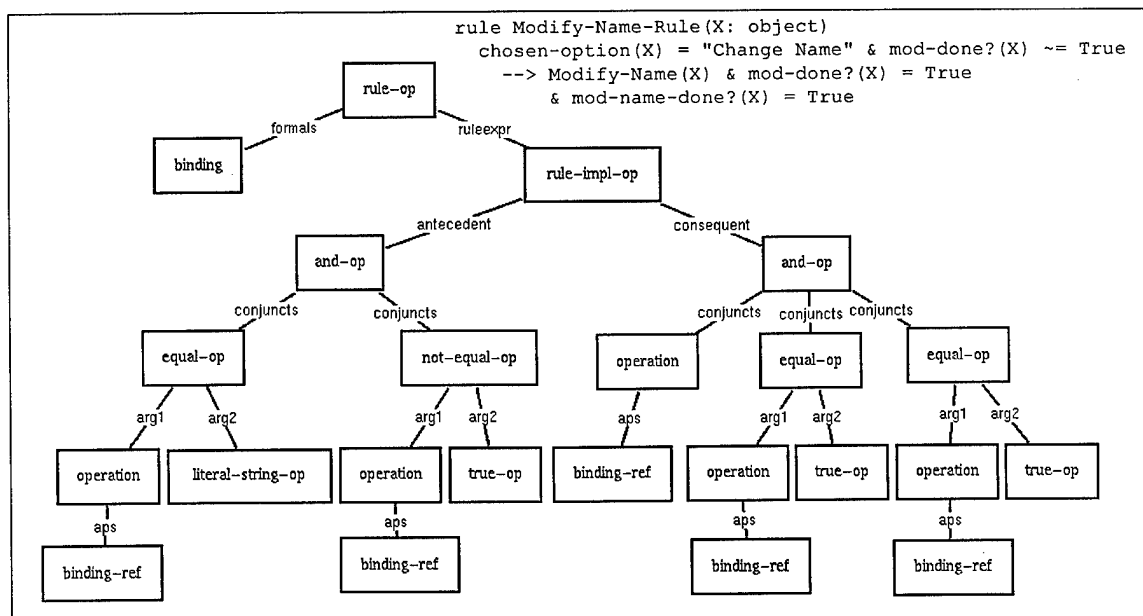 rule Modify-Name-Rule(X: object)
chosen-option(X) = "Change Name" & mod-done?(X) ~= True
--> Modify-Name(X) & mod-done?(X) = True
& mod-name-done?(X) = True
rule-op
formals ruleexpr
binding rule-impl-op
antecedent consequent
and-op and-op
conjuncts conjuncts conjuncts conjuncts conjuncts
equal-op not-equal-op operation equal-op equal-op
arg1 arg2 arg1 arg2 aps arg1 arg2 arg1 arg2
operation literal-string-op operation true-op binding-ref operation true-op operation true-op
aps aps aps aps
binding-ref binding-ref binding-ref binding-ref